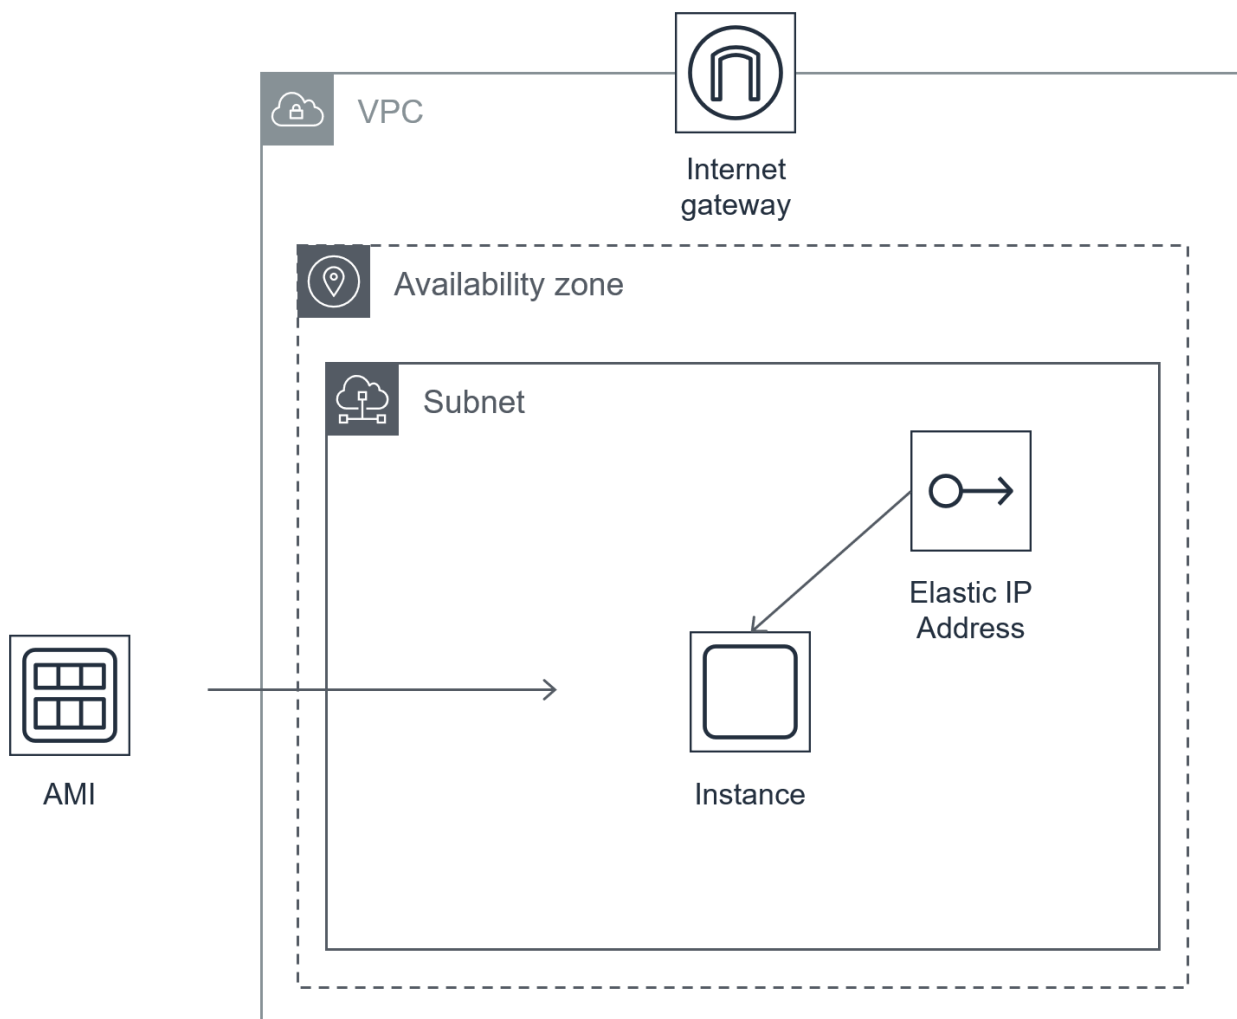 VPC
Internet
gateway
Availability zone
Subnet
Elastic IP
Address
AMI
Instance